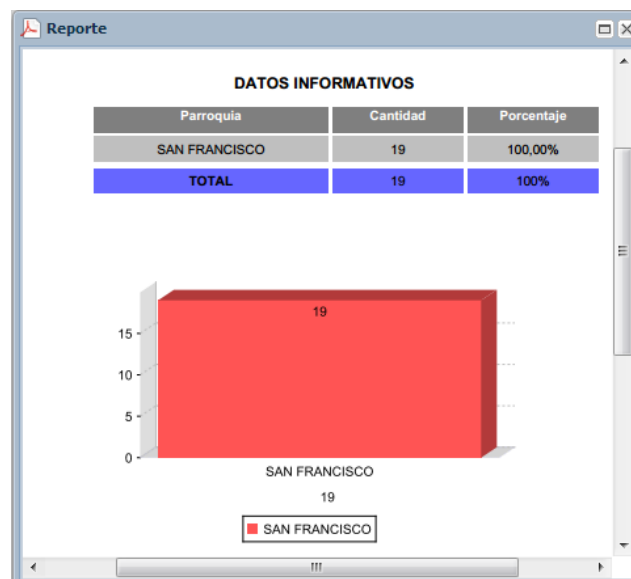 Reporte
DATOS INFORMATIVOS
Parroquia Cantidad Porcentaje
SAN FRANCISCO 19 100,00%
TOTAL 19 100%
19
15
10
5
0
SAN FRANCISCO
19
SAN FRANCISCO